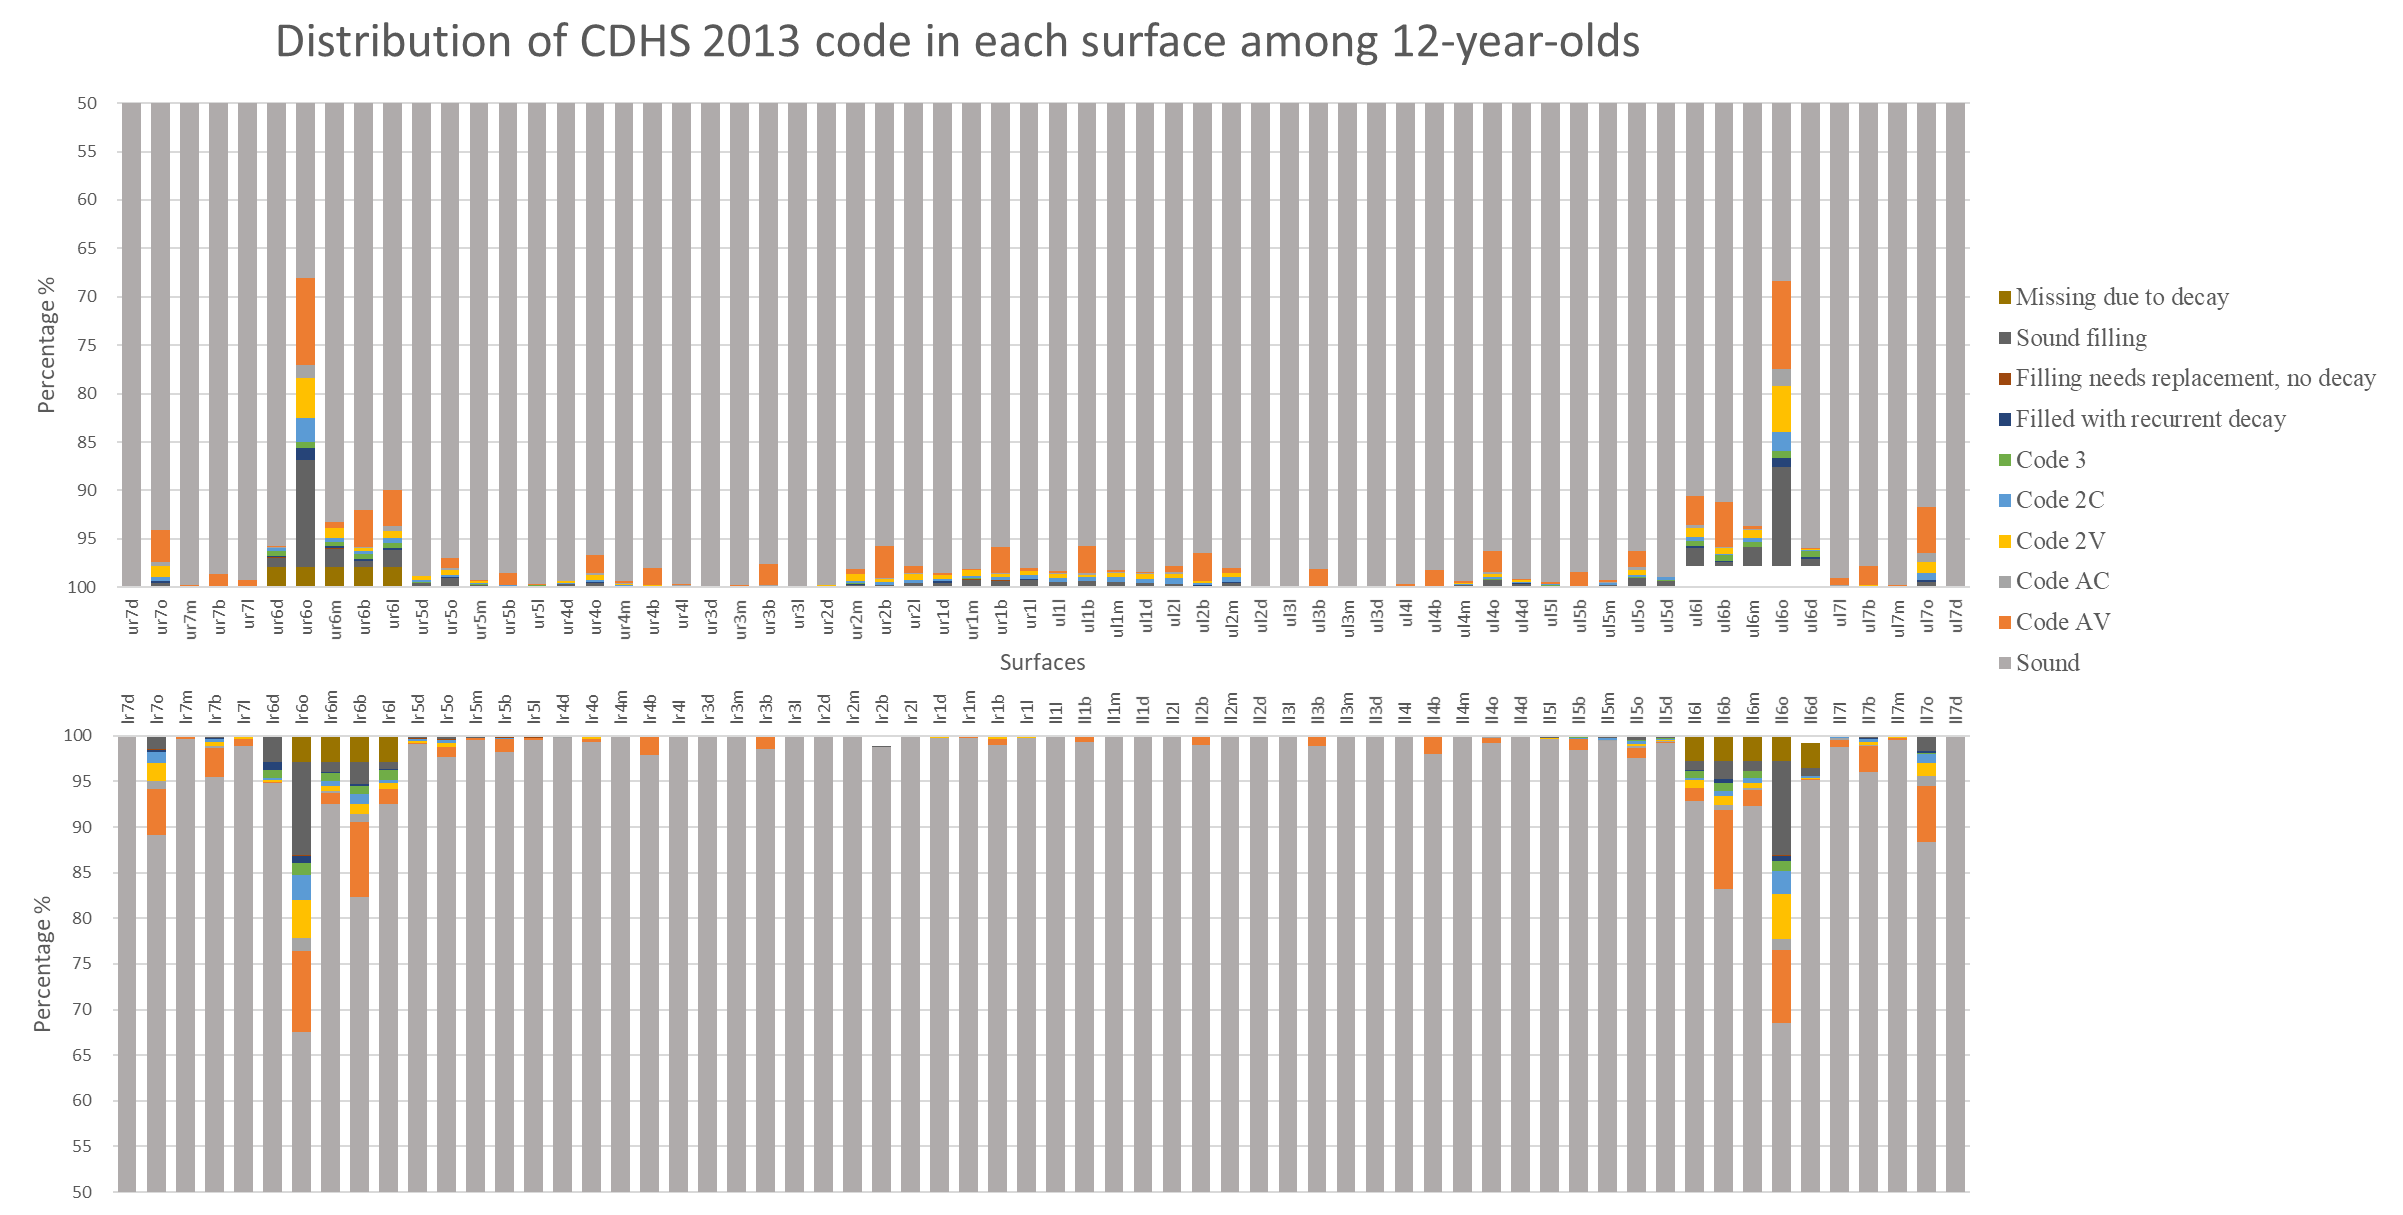 Distribution of CDHS 2013 code in each surface among 12-year-olds
50
55
60
65
70
75
80
85
90
95
100
Percentage %
ur7d ur7o ur7m ur7b ur7l ur6d ur6o ur6m ur6b ur6l ur5d ur5o ur5m ur5b ur5l ur4d ur4o ur4m ur4b ur4l ur3d ur3m ur3b ur3l ur2d ur2m ur2b ur2l ur1d ur1m ur1b ur1l ul1l ul1b ul1m ul1d ul2l ul2b ul2m ul2d ul3l ul3b ul3m ul3d ul4l ul4b ul4m ul4o ul4d ul5l ul5b ul5m ul5o ul5d ul6l ul6b ul6m ul6o ul6d ul7l ul7b ul7m ul7o ul7d
Surfaces
Missing due to decay
Sound filling
Filling needs replacement, no decay
Filled with recurrent decay
Code 3
Code 2C
Code 2V
Code AC
Code AV
Sound
lr7d lr7o lr7m lr7b lr7l lr6d lr6o lr6m lr6b lr6l lr5d lr5o lr5m lr5b lr5l lr4d lr4o lr4m lr4b lr4l lr3d lr3m lr3b lr3l lr2d lr2m lr2b lr2l lr1d lr1m lr1b lr1l ll1l ll1b ll1m ll1d ll2l ll2b ll2m ll2d ll3l ll3b ll3m ll3d ll4l ll4b ll4m ll4o ll4d ll5l ll5b ll5m ll5o ll5d ll6l ll6b ll6m ll6o ll6d ll7l ll7b ll7m ll7o ll7d
100
95
90
85
80
75
70
65
60
55
50
Percentage %